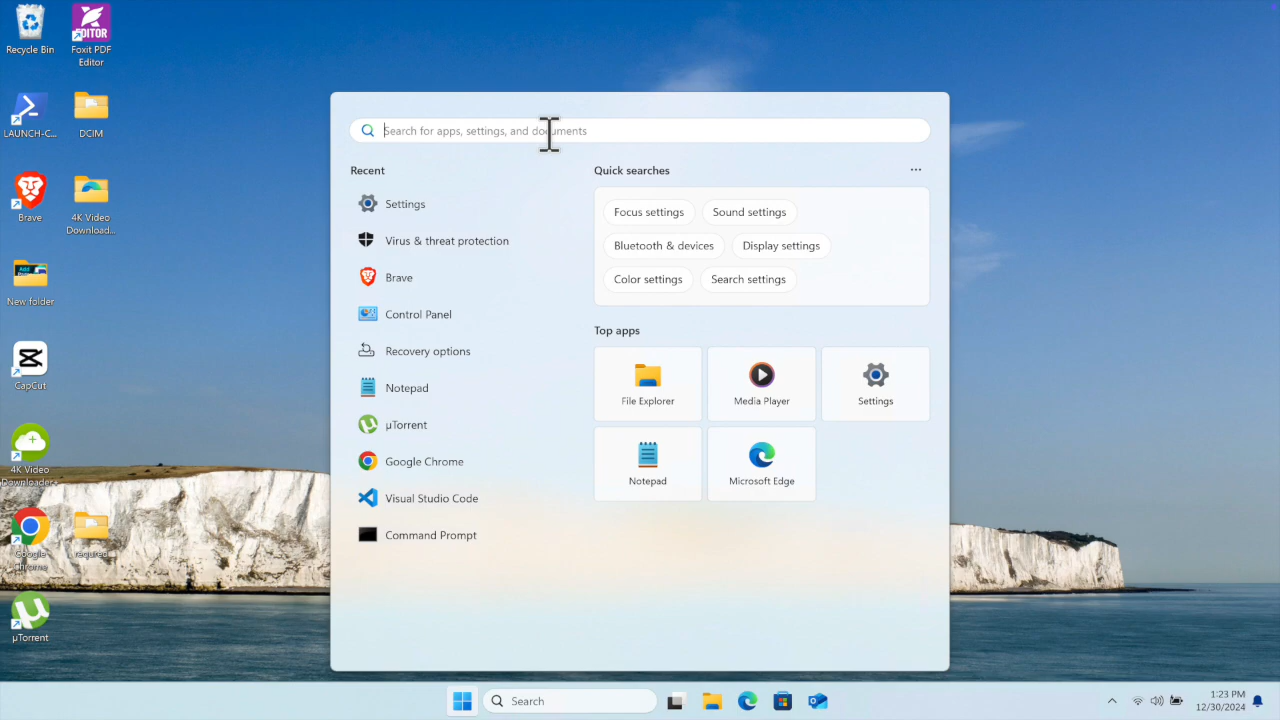 Recycle Bin
Foxit PDF
Editor
EDITOR
LAUNCH-C...
DCIM
Brave
4K Video
Download...
New folder
CapCut
4K Video
Downloader+
Google
Chrome
required
µTorrent
Search for apps, settings, and documents
Recent
Settings
Virus & threat protection
Brave
Control Panel
Recovery options
Notepad
µTorrent
Google Chrome
Visual Studio Code
Command Prompt
Quick searches
...
Focus settings
Sound settings
Bluetooth & devices
Display settings
Color settings
Search settings
Top apps
File Explorer
Media Player
Settings
Notepad
Microsoft Edge
Search
1:23 PM
12/30/2024